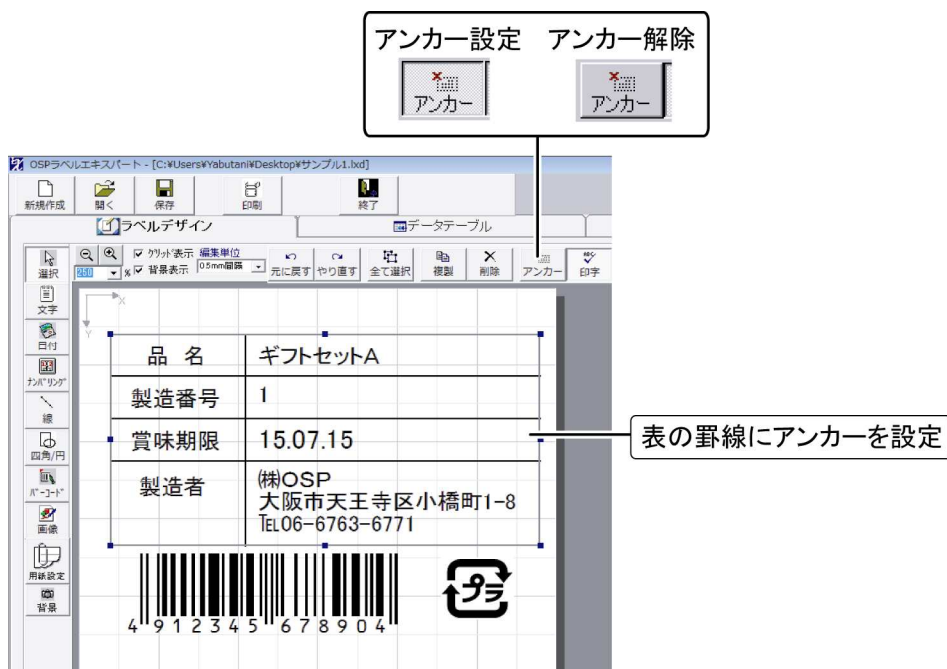 アンカー設定 アンカー解除
アンカー アンカー
OSPラベルエキスパート - [C:¥Users¥Yabutani¥Desktop¥サンプル1.lxd]
新規作成 開く 保存 印刷 終了
ラベルデザイン データテーブル
選択 250 % グリッド表示 編集単位
背景表示 0.5mm間隔 元に戻す やり直す 全て選択 複製 削除 アンカー 印字
文字
日付
ナンバリング
線
四角/円
バーコード
画像
用紙設定
背景
X
Y
品 名 ギフトセットA
製造番号 1
賞味期限 15.07.15
製造者 ㈱OSP
大阪市天王寺区小橋町1-8
℡06-6763-6771
4 912345 678904
プラ
表の罫線にアンカーを設定